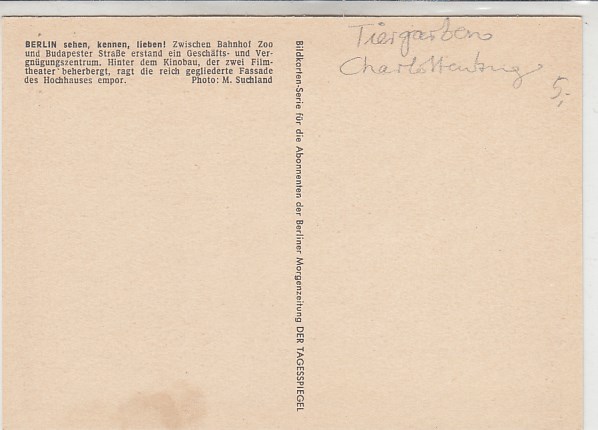 BERLIN sehen, kennen, lieben! Zwischen Bahnhof Zoo
und Budapester Straße erstand ein Geschäfts- und Ver-
gnügungszentrum. Hinter dem Kinobau, der zwei Film-
theater beherbergt, ragt die reich gegliederte Fassade
des Hochhauses empor. Photo: M. Suchland
Bildkarten-Serie für die Abonnenten der Berliner Morgenzeitung DER TAGESSPIEGEL
Tiergarten
Charlottenburg
5,-